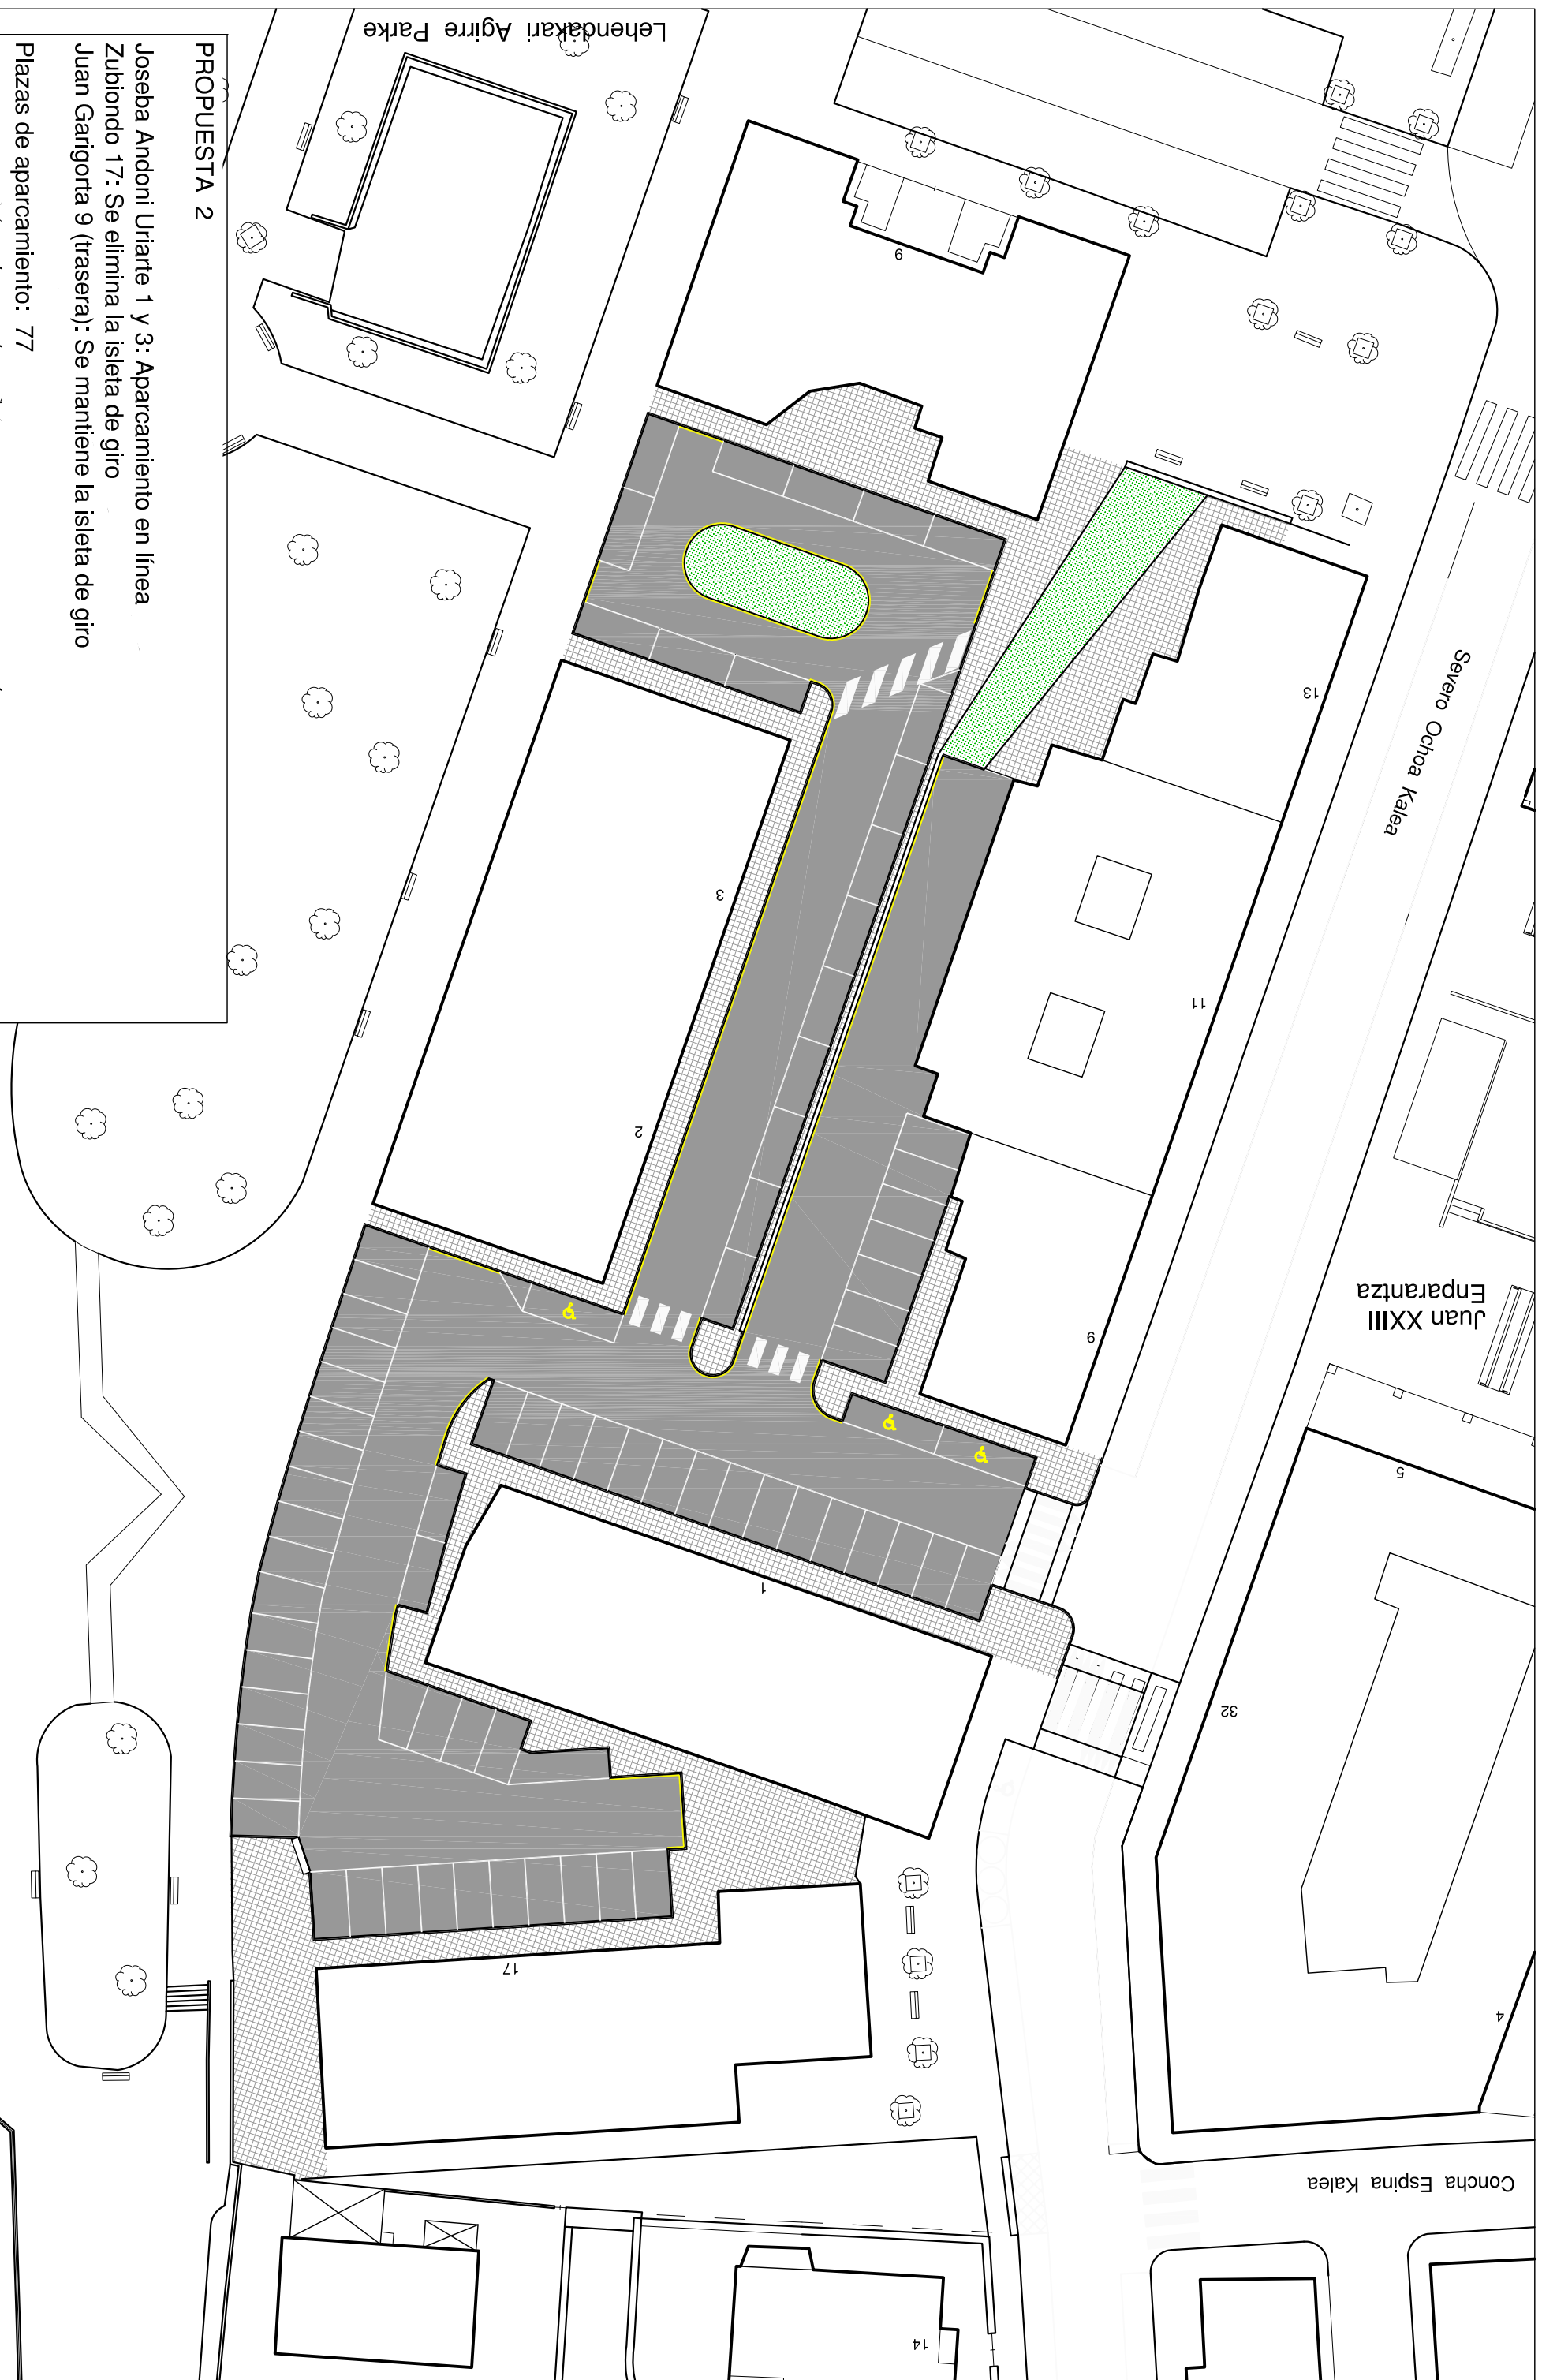 PROPUESTA 2
Joseba Andoni Uriarte 1 y 3: Aparcamiento en línea
Zubiondo 17: Se elimina la isleta de giro
Juan Garigorta 9 (trasera): Se mantiene la isleta de giro
Plazas de aparcamiento: 77
Lehendakari Agirre Parke
9
13
Severo Ochoa Kalea
3
11
2
Juan XXIII
Enparantza
9
5
1
32
17
4
Concha Espina Kalea
14